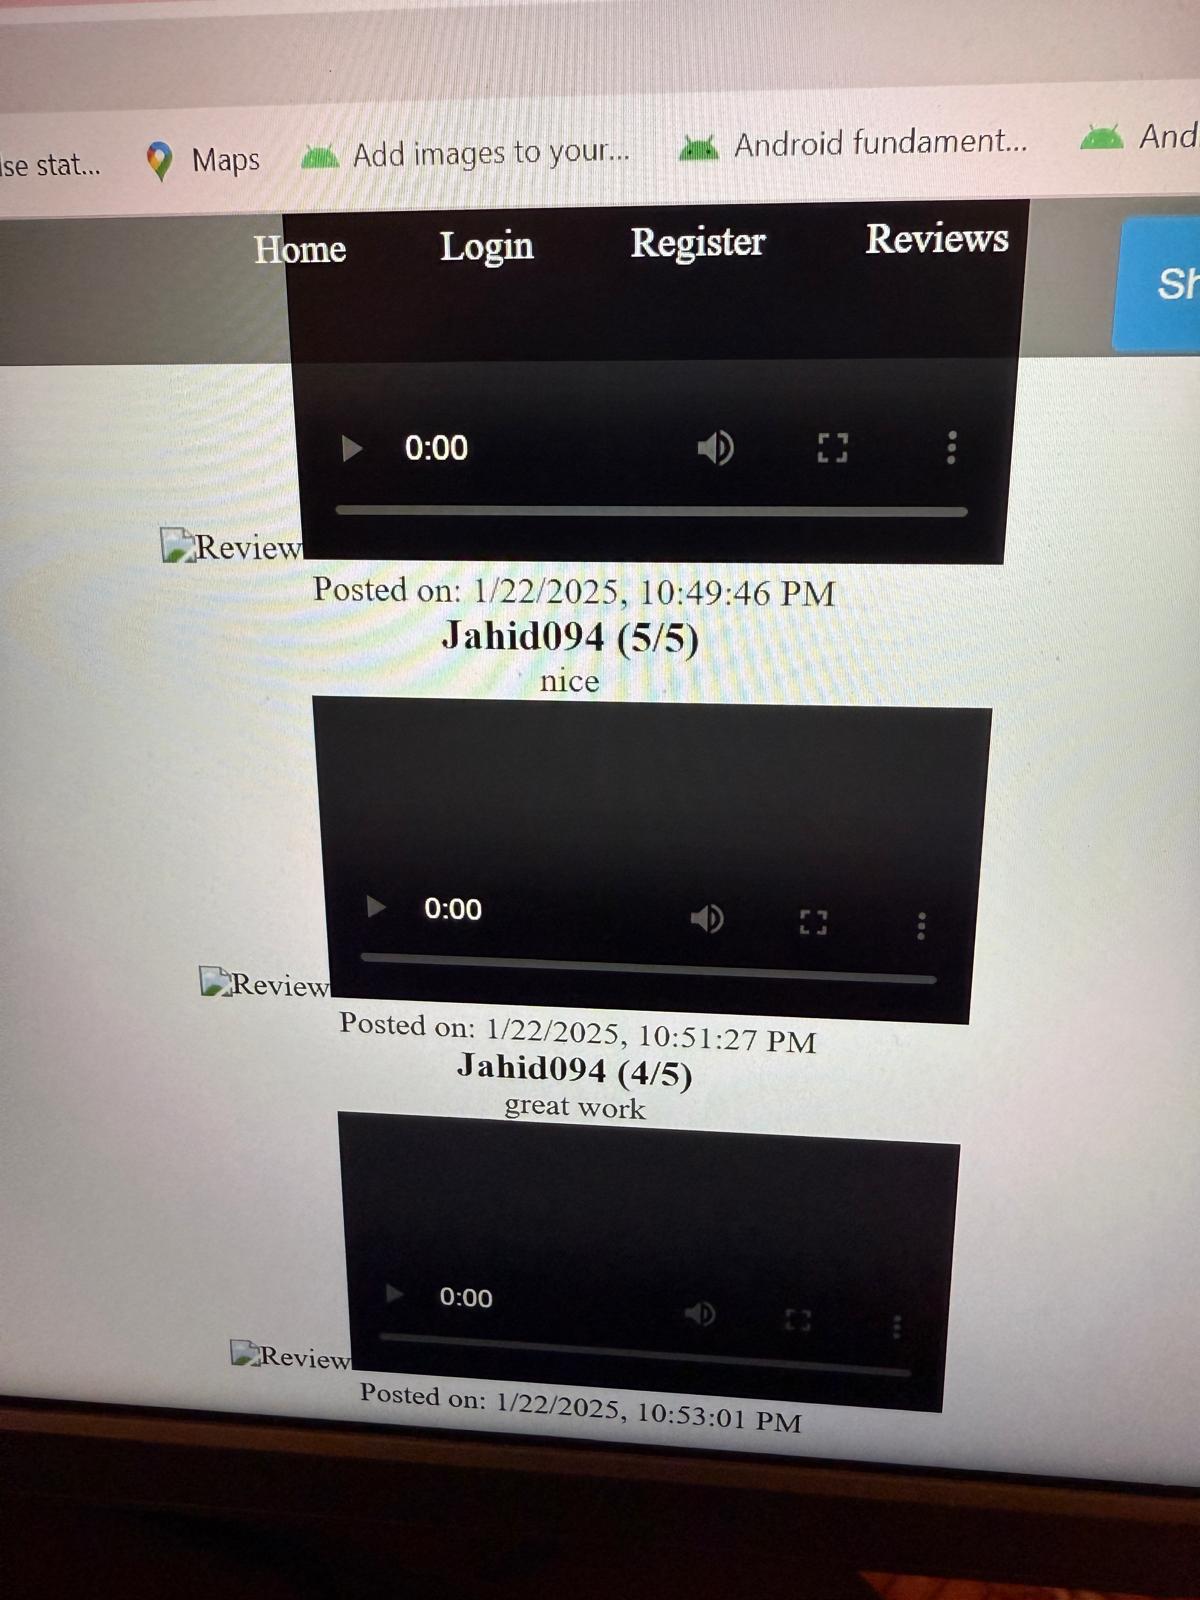 lse stat... Maps Add images to your... Android fundament... And
Home Login Register Reviews Sh
0:00
Review
Posted on: 1/22/2025, 10:49:46 PM
Jahid094 (5/5)
nice
0:00
Review
Posted on: 1/22/2025, 10:51:27 PM
Jahid094 (4/5)
great work
0:00
Review
Posted on: 1/22/2025, 10:53:01 PM